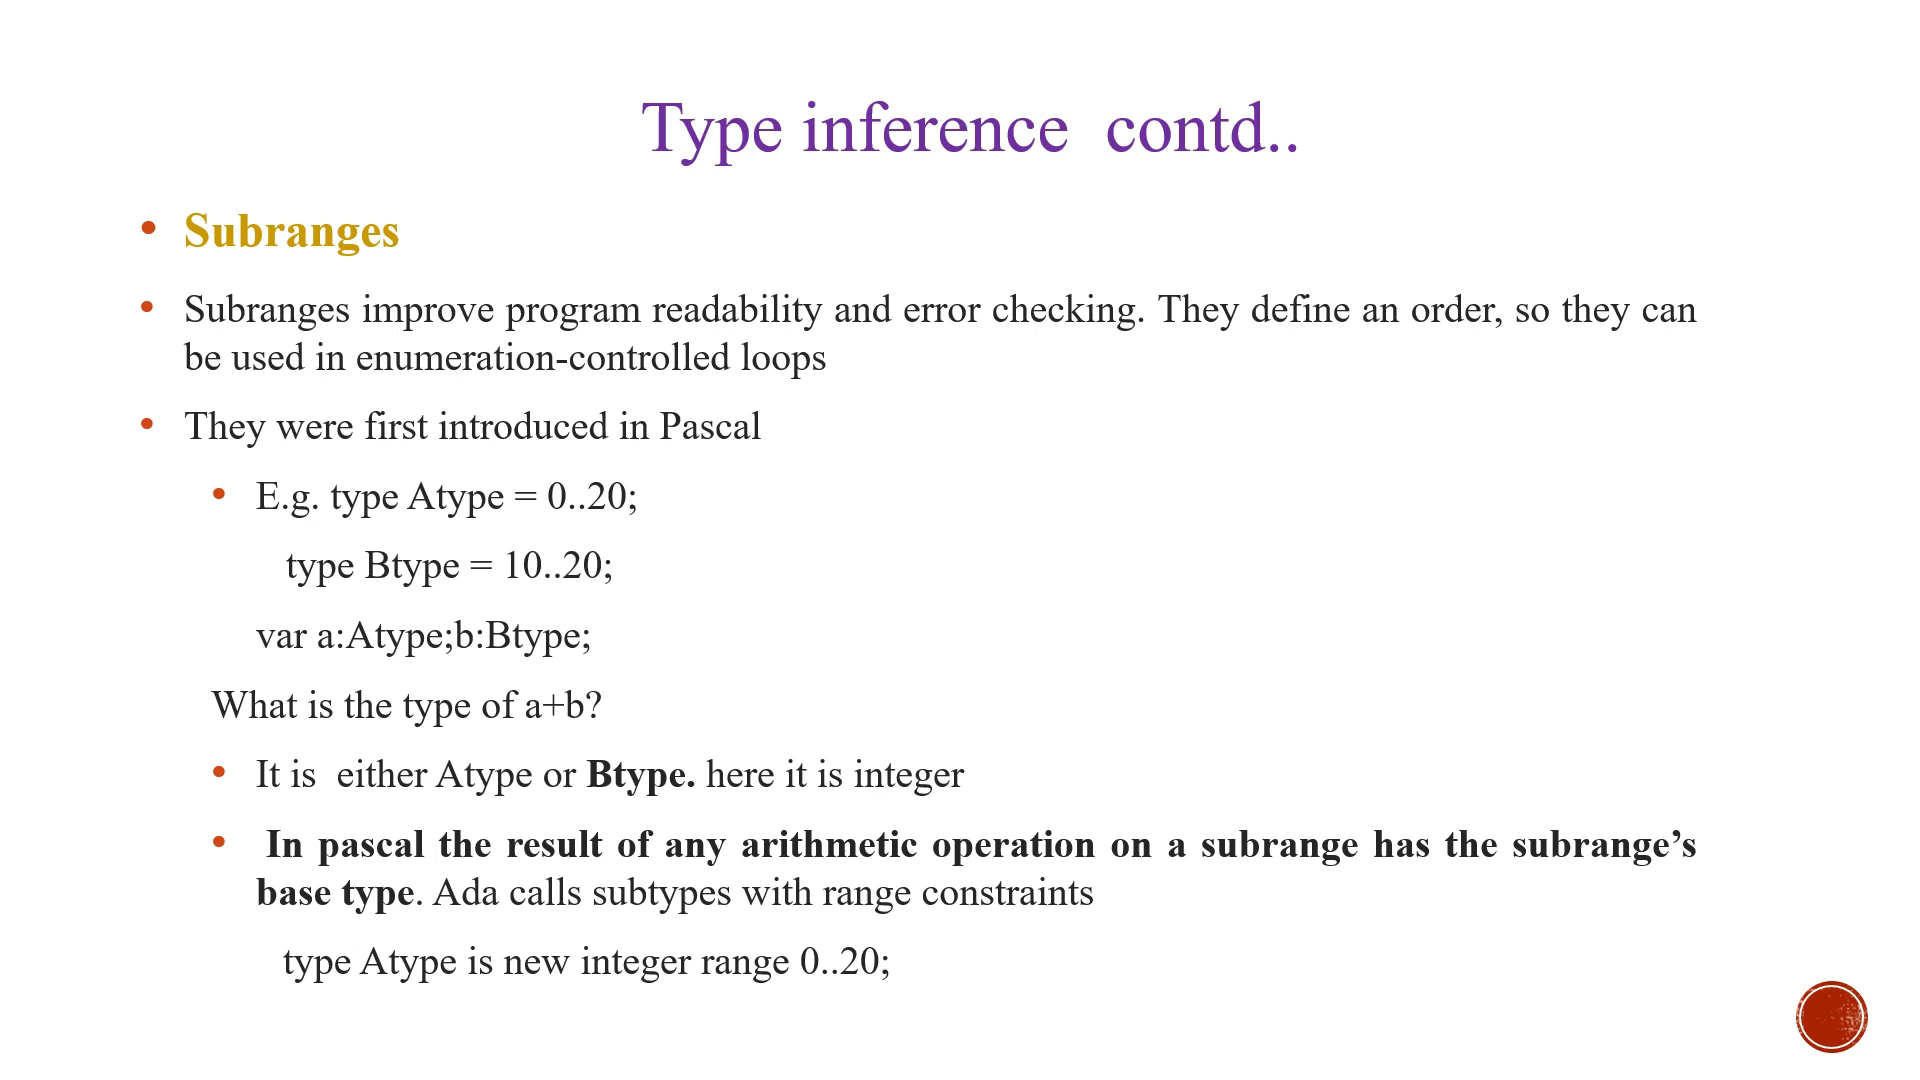 Type inference  contd..
• Subranges
• Subranges improve program readability and error checking. They define an order, so they can
be used in enumeration-controlled loops
• They were first introduced in Pascal
• E.g. type Atype = 0..20;
type Btype = 10..20;
var a:Atype;b:Btype;
What is the type of a+b?
• It is  either Atype or Btype. here it is integer
• In pascal the result of any arithmetic operation on a subrange has the subrange’s
base type. Ada calls subtypes with range constraints
type Atype is new integer range 0..20;